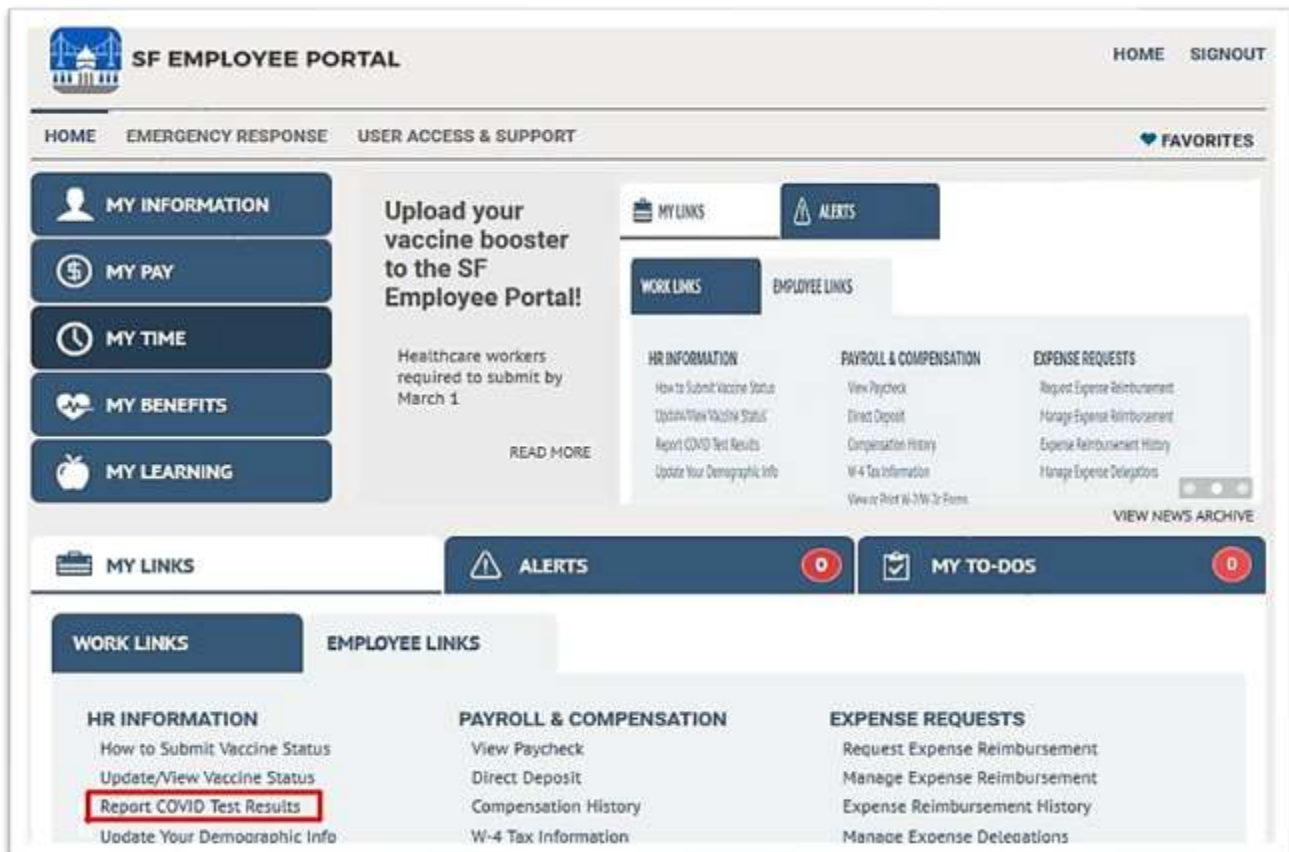 SF EMPLOYEE PORTAL
HOME SIGNOUT
HOME EMERGENCY RESPONSE USER ACCESS & SUPPORT
FAVORITES
MY INFORMATION
MY PAY
MY TIME
MY BENEFITS
MY LEARNING
Upload your
vaccine booster
to the SF
Employee Portal!
Healthcare workers
required to submit by
March 1
READ MORE
MY LINKS
ALERTS
WORK LINKS
EMPLOYEE LINKS
HR INFORMATION
How to Submit Vaccine Status
Update/View Vaccine Status
Report COVID Test Results
Update Your Demographic Info
PAYROLL & COMPENSATION
View Paycheck
Direct Deposit
Compensation History
W-4 Tax Information
View or Print W-2/W-2c Forms
EXPENSE REQUESTS
Request Expense Reimbursement
Manage Expense Reimbursement
Expense Reimbursement History
Manage Expense Delegations
VIEW NEWS ARCHIVE
MY LINKS
ALERTS 0
MY TO-DOS 0
WORK LINKS
EMPLOYEE LINKS
HR INFORMATION
How to Submit Vaccine Status
Update/View Vaccine Status
Report COVID Test Results
Update Your Demographic Info
PAYROLL & COMPENSATION
View Paycheck
Direct Deposit
Compensation History
W-4 Tax Information
EXPENSE REQUESTS
Request Expense Reimbursement
Manage Expense Reimbursement
Expense Reimbursement History
Manage Expense Delegations